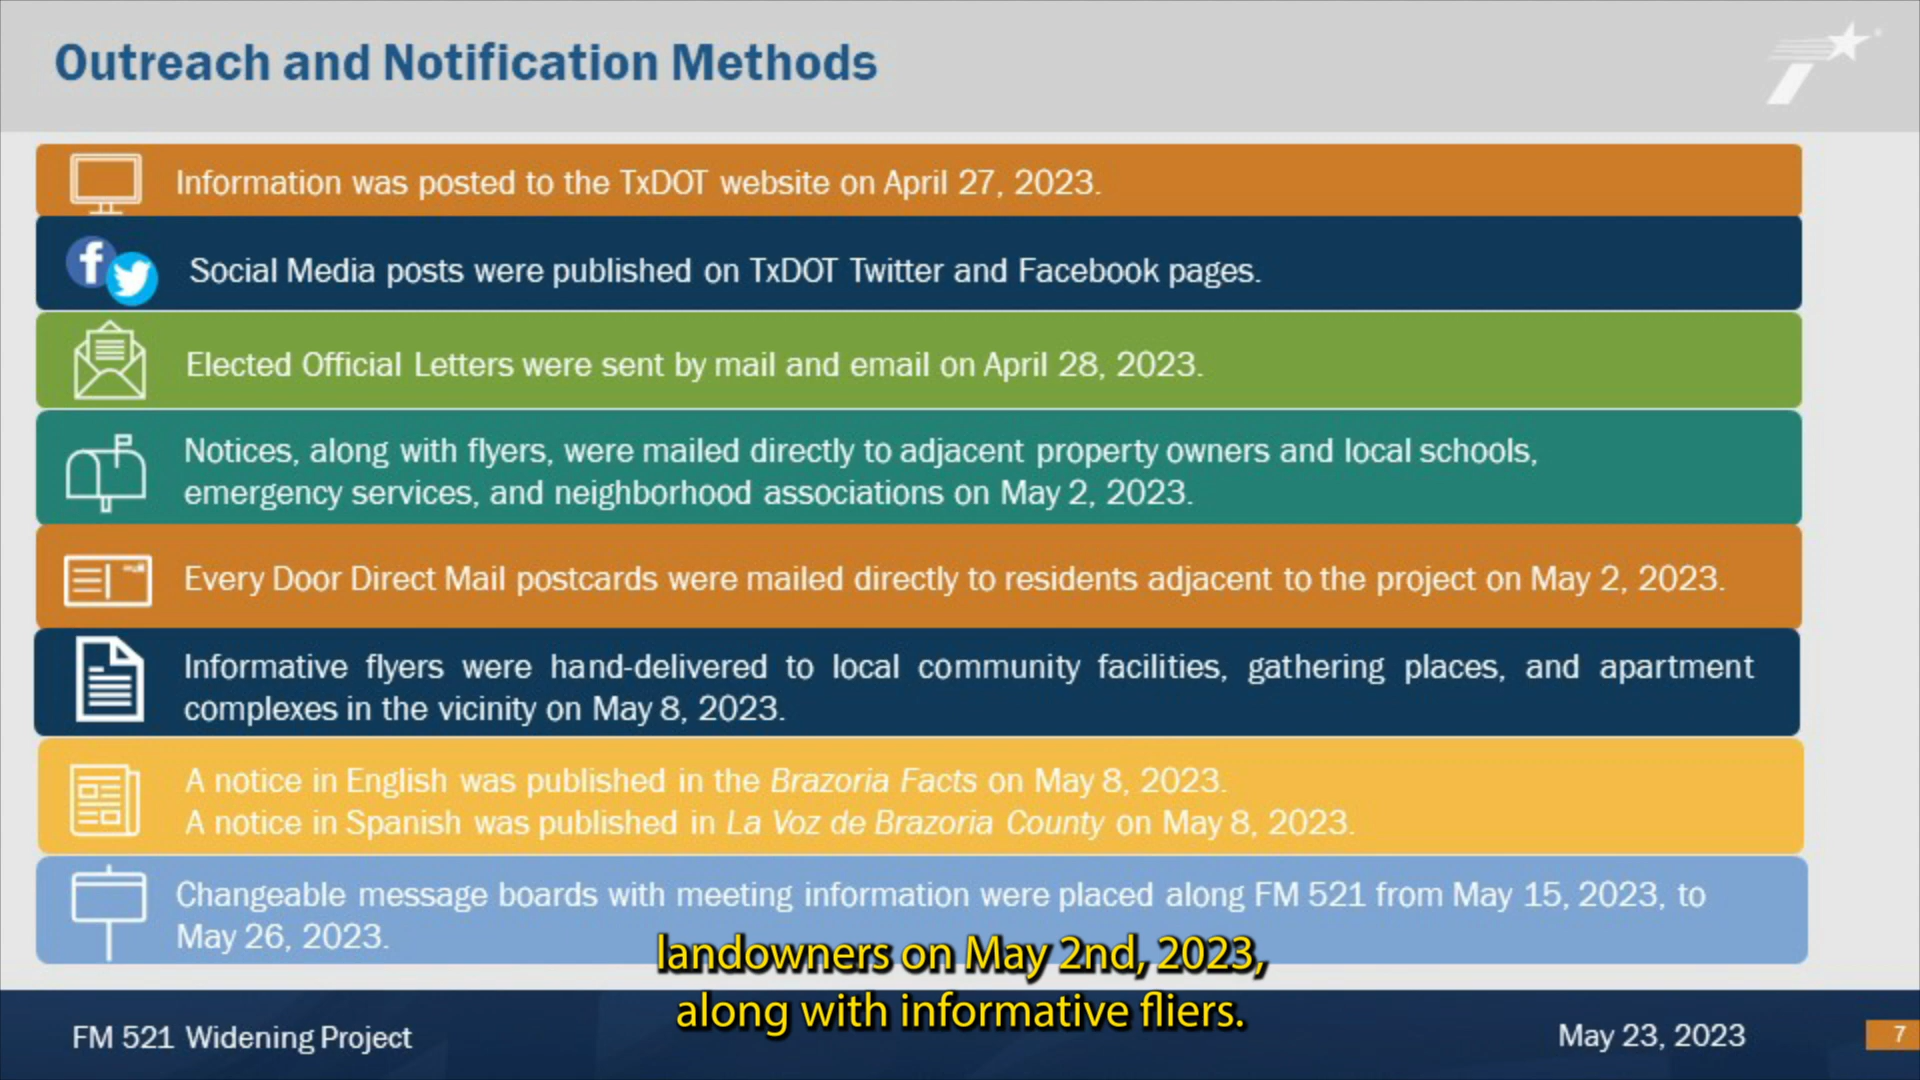 Outreach and Notification Methods
Information was posted to the TxDOT website on April 27, 2023.
Social Media posts were published on TxDOT Twitter and Facebook pages.
Elected Official Letters were sent by mail and email on April 28, 2023.
Notices, along with flyers, were mailed directly to adjacent property owners and local schools,
emergency services, and neighborhood associations on May 2, 2023.
Every Door Direct Mail postcards were mailed directly to residents adjacent to the project on May 2, 2023.
Informative flyers were hand-delivered to local community facilities, gathering places, and apartment
complexes in the vicinity on May 8, 2023.
A notice in English was published in the Brazoria Facts on May 8, 2023.
A notice in Spanish was published in La Voz de Brazoria County on May 8, 2023.
Changeable message boards with meeting information were placed along FM 521 from May 15, 2023, to
May 26, 2023.
landowners on May 2nd, 2023,
along with informative fliers.
FM 521 Widening Project
May 23, 2023
7